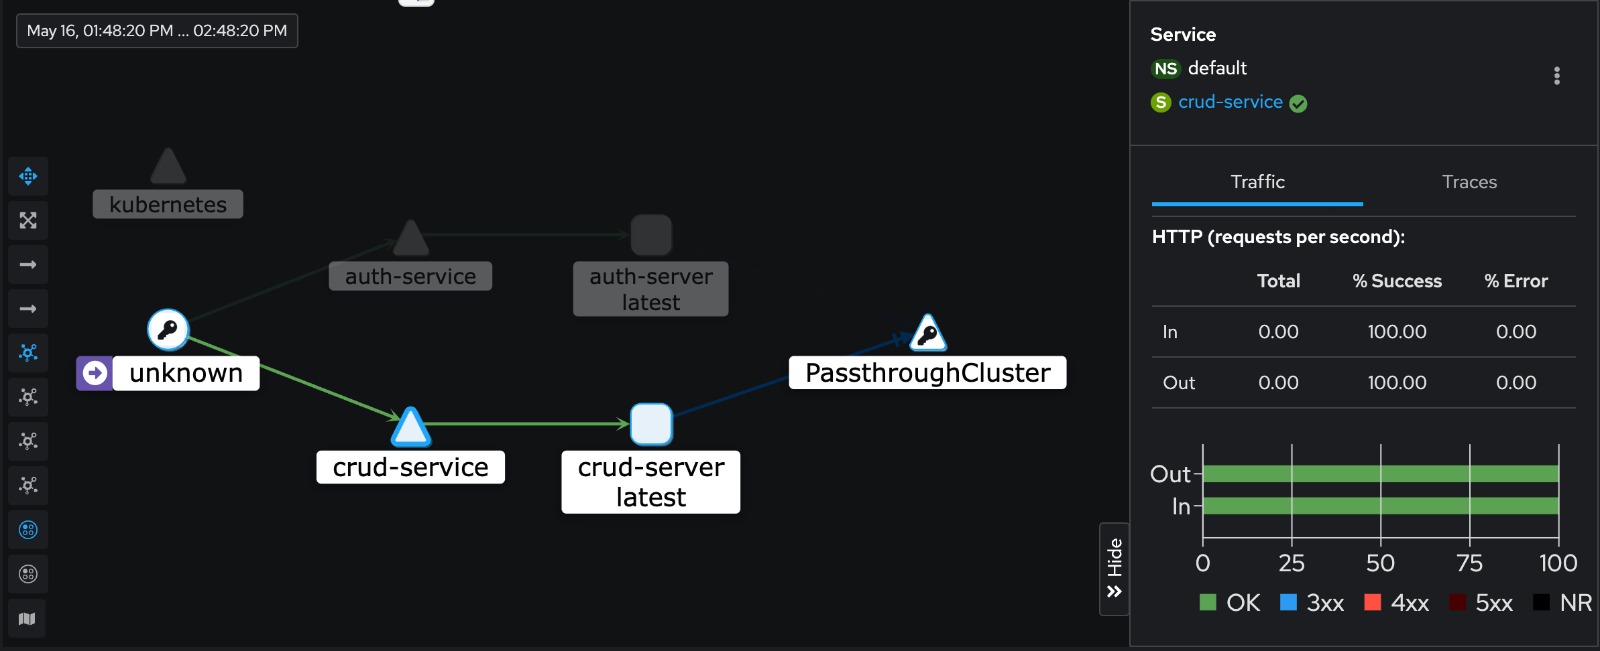 May 16, 01:48:20 PM ... 02:48:20 PM
kubernetes
auth-service
auth-server
latest
unknown
PassthroughCluster
crud-service
crud-server
latest
Hide
Service
NS default
S crud-service
Traffic Traces
HTTP (requests per second):
Total % Success % Error
In 0.00 100.00 0.00
Out 0.00 100.00 0.00
Out
In
0 25 50 75 100
OK 3xx 4xx 5xx NR